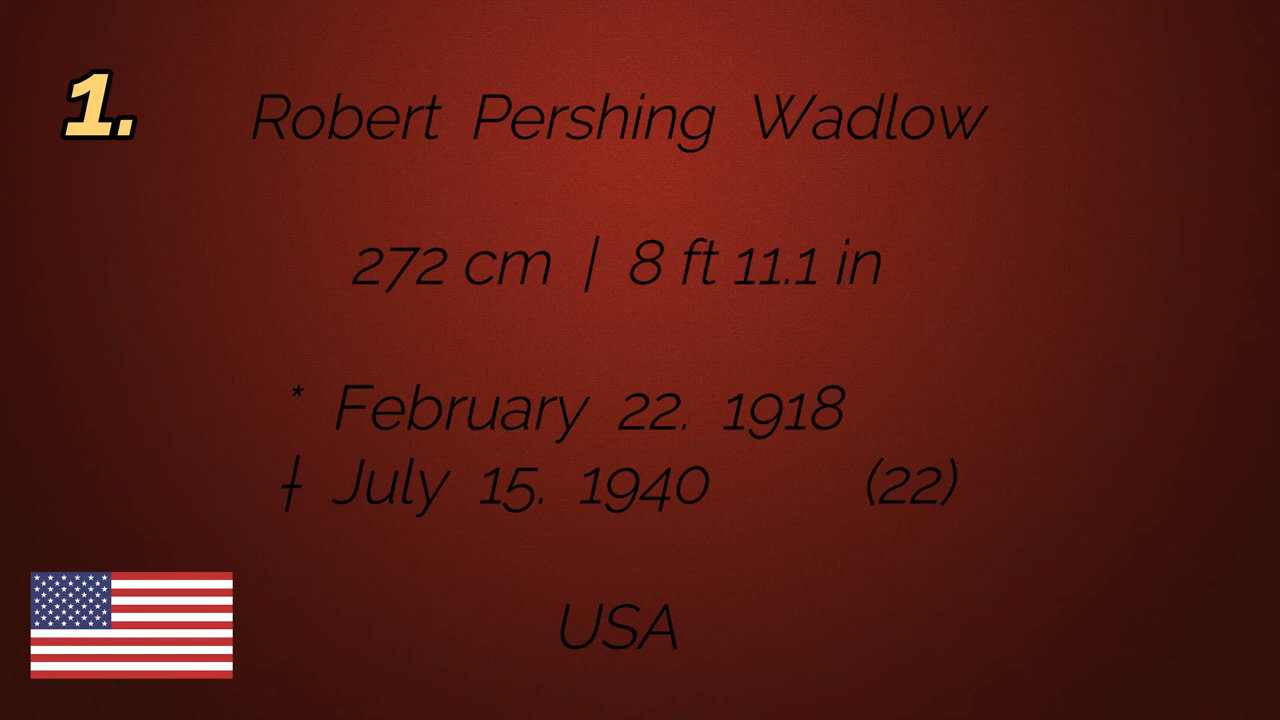 1. Robert Pershing Wadlow
272 cm | 8 ft 11.1 in
* February 22. 1918
† July 15. 1940 (22)
USA